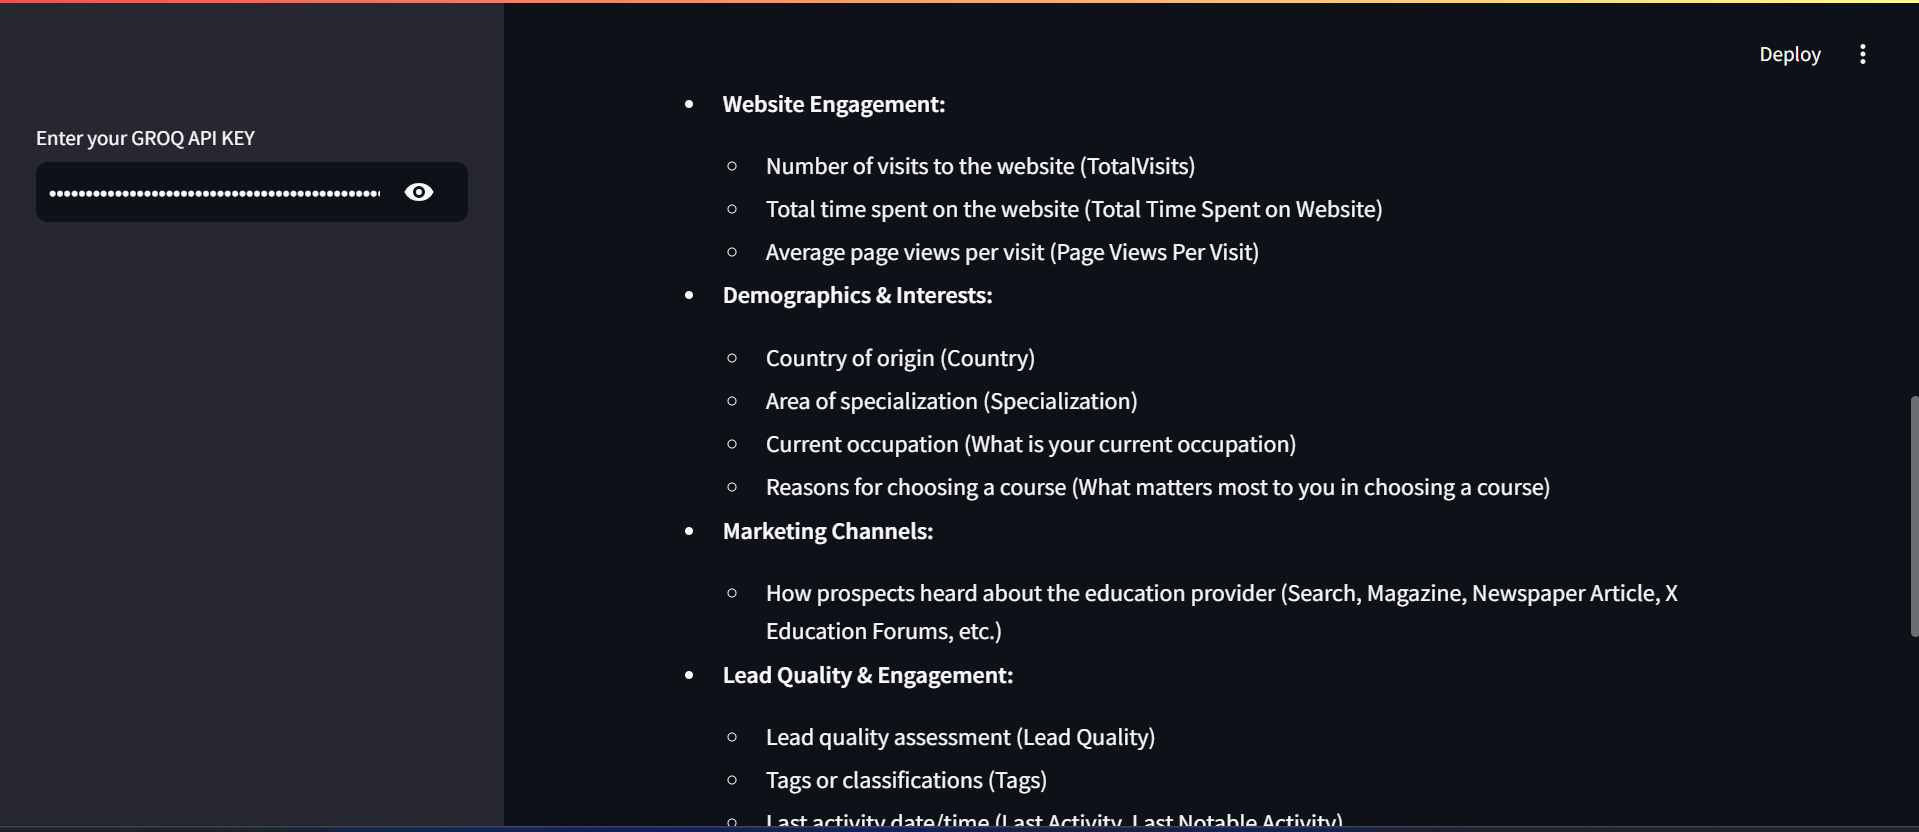 Deploy
Enter your GROQ API KEY
Website Engagement:
Number of visits to the website (TotalVisits)
Total time spent on the website (Total Time Spent on Website)
Average page views per visit (Page Views Per Visit)
Demographics & Interests:
Country of origin (Country)
Area of specialization (Specialization)
Current occupation (What is your current occupation)
Reasons for choosing a course (What matters most to you in choosing a course)
Marketing Channels:
How prospects heard about the education provider (Search, Magazine, Newspaper Article, X
Education Forums, etc.)
Lead Quality & Engagement:
Lead quality assessment (Lead Quality)
Tags or classifications (Tags)
Last activity date/time (Last Activity, Last Notable Activity)